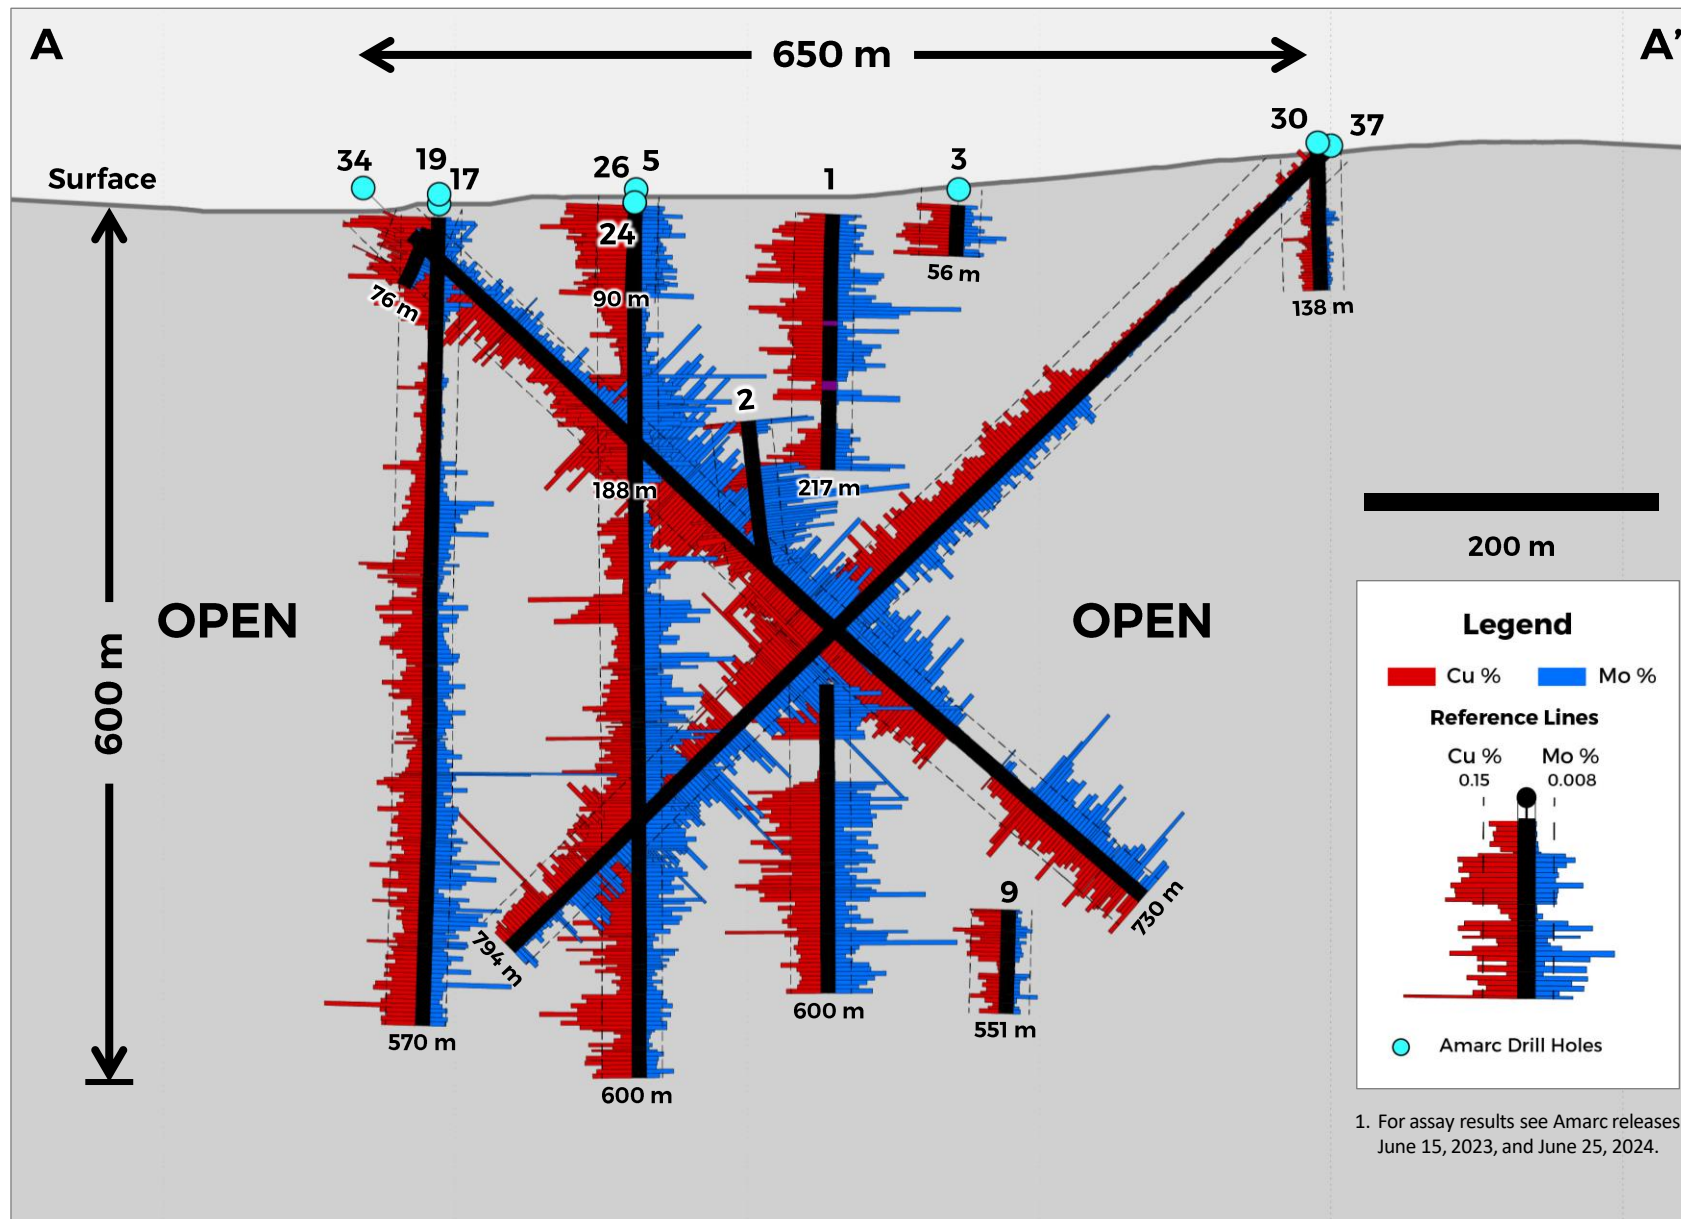 A
650 m
A'
30
37
34
19
17
26
5
1
3
Surface
24
76 m
90 m
56 m
138 m
2
188 m
217 m
200 m
OPEN
OPEN
600 m
Legend
Cu %
Mo %
Reference Lines
Cu %
Mo %
0.15
0.008
9
730 m
794 m
600 m
551 m
570 m
600 m
Amarc Drill Holes
1. For assay results see Amarc releases
June 15, 2023, and June 25, 2024.